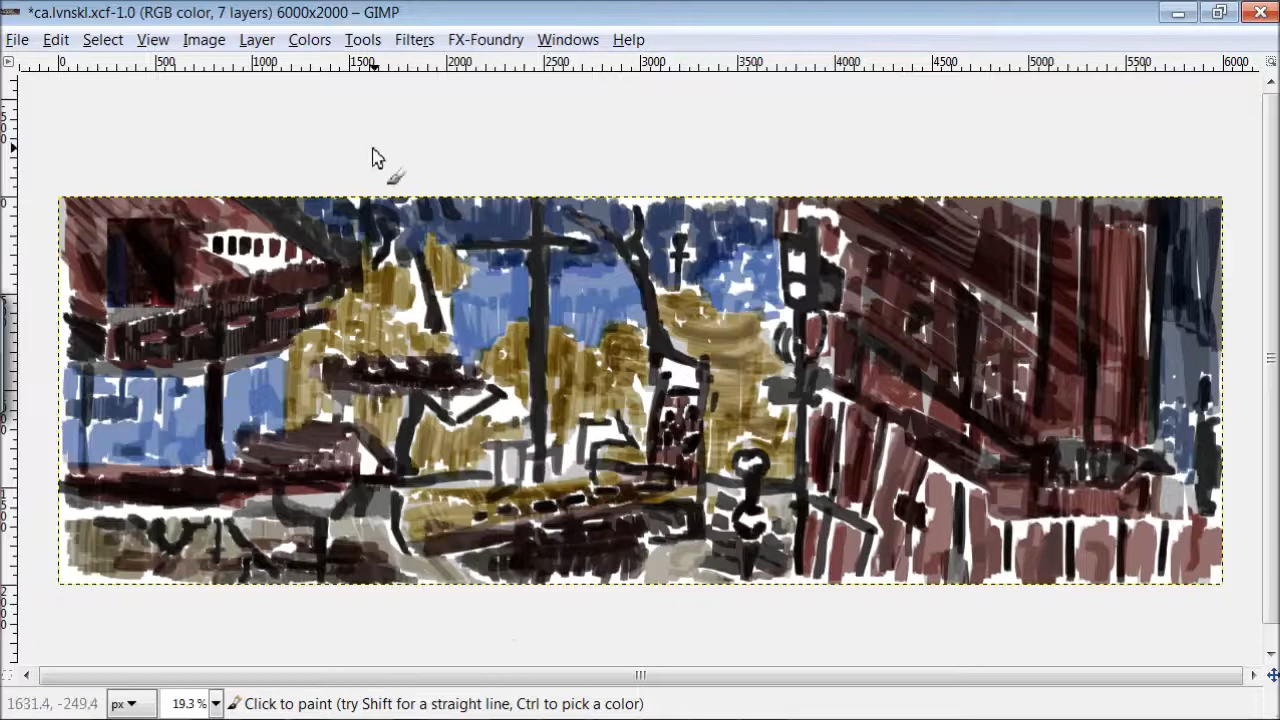 *ca.lvnskl.xcf-1.0 (RGB color, 7 layers) 6000x2000 – GIMP
File Edit Select View Image Layer Colors Tools Filters FX-Foundry Windows Help
0 500 1000 1500 2000 2500 3000 3500 4000 4500 5000 5500 6000
1631.4, -249,4 px 19.3 % Click to paint (try Shift for a straight line, Ctrl to pick a color)